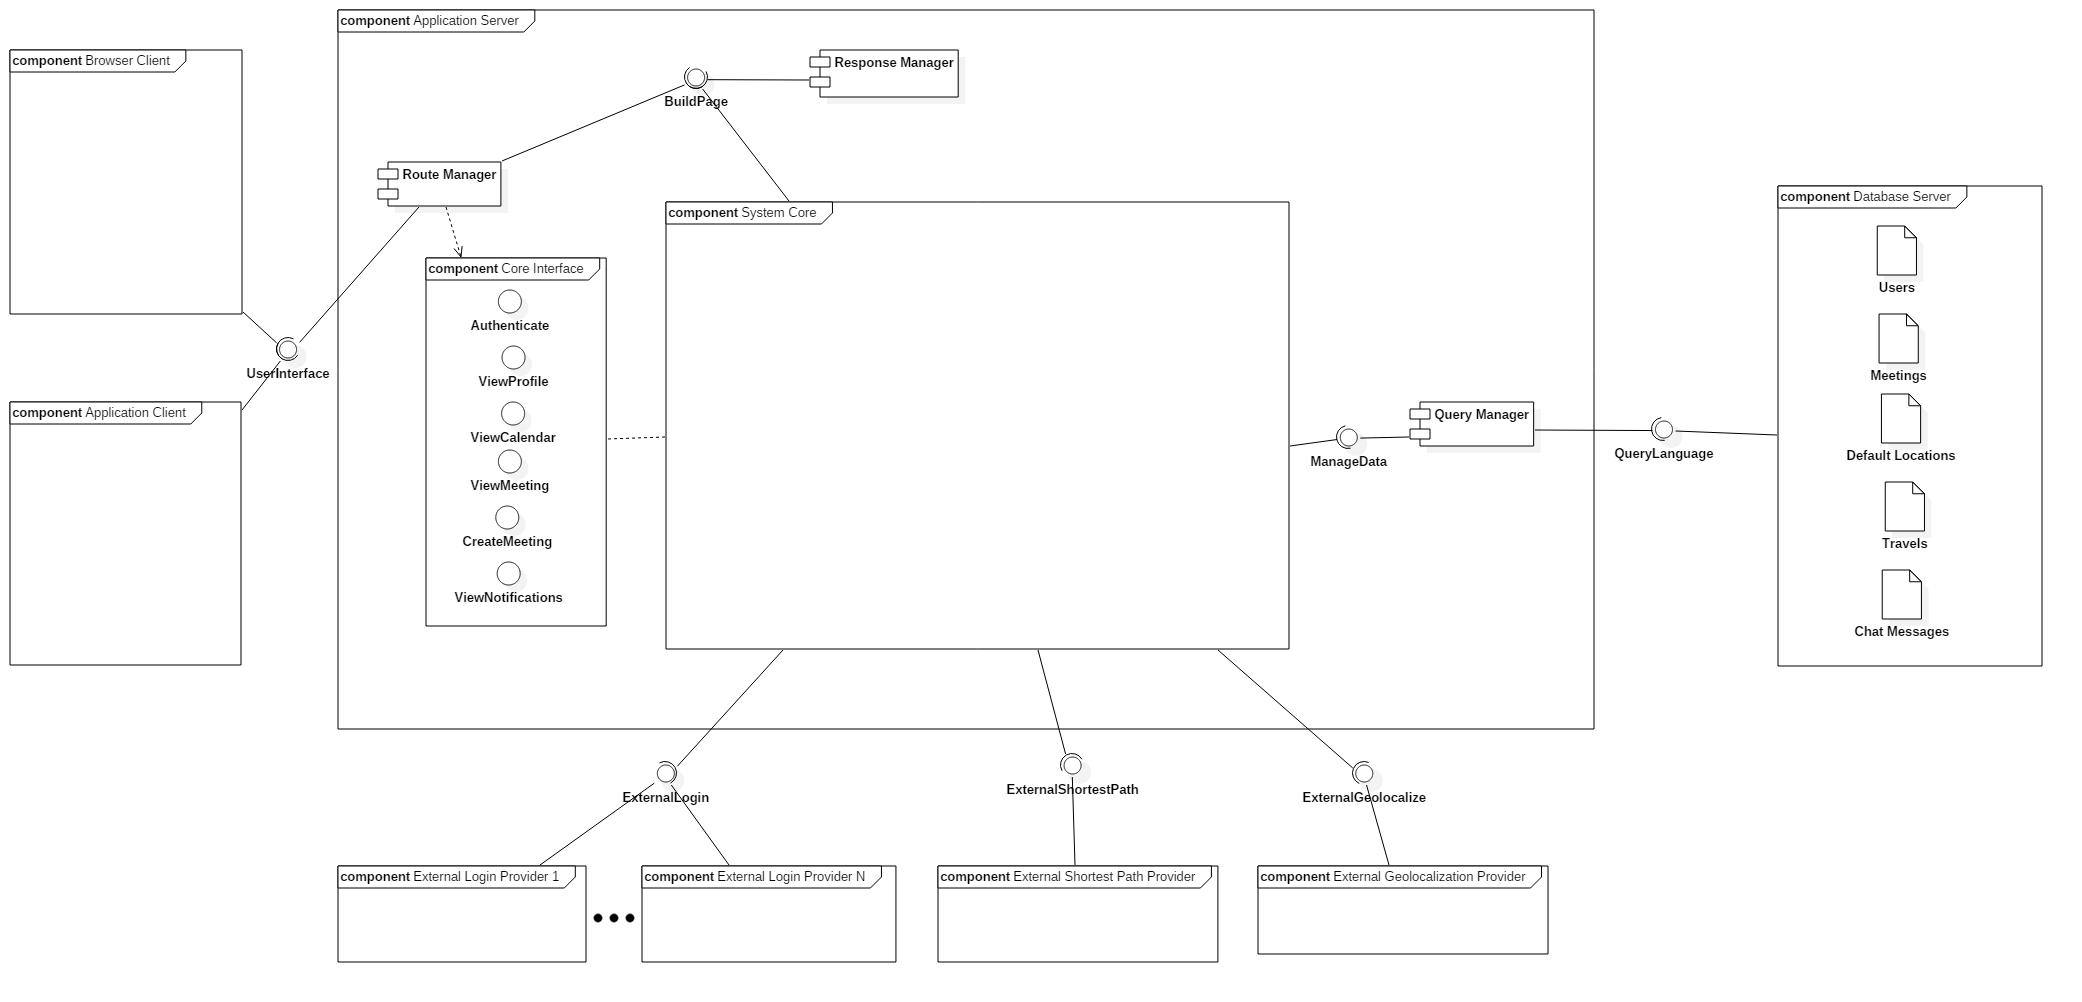 component Application Server
component Browser Client
Response Manager
BuildPage
Route Manager
component System Core
component Core Interface
Authenticate
ViewProfile
ViewCalendar
ViewMeeting
CreateMeeting
ViewNotifications
UserInterface
component Application Client
Query Manager
ManageData
QueryLanguage
component Database Server
Users
Meetings
Default Locations
Travels
Chat Messages
ExternalLogin
ExternalShortestPath
ExternalGeolocalize
component External Login Provider 1
component External Login Provider N
component External Shortest Path Provider
component External Geolocalization Provider